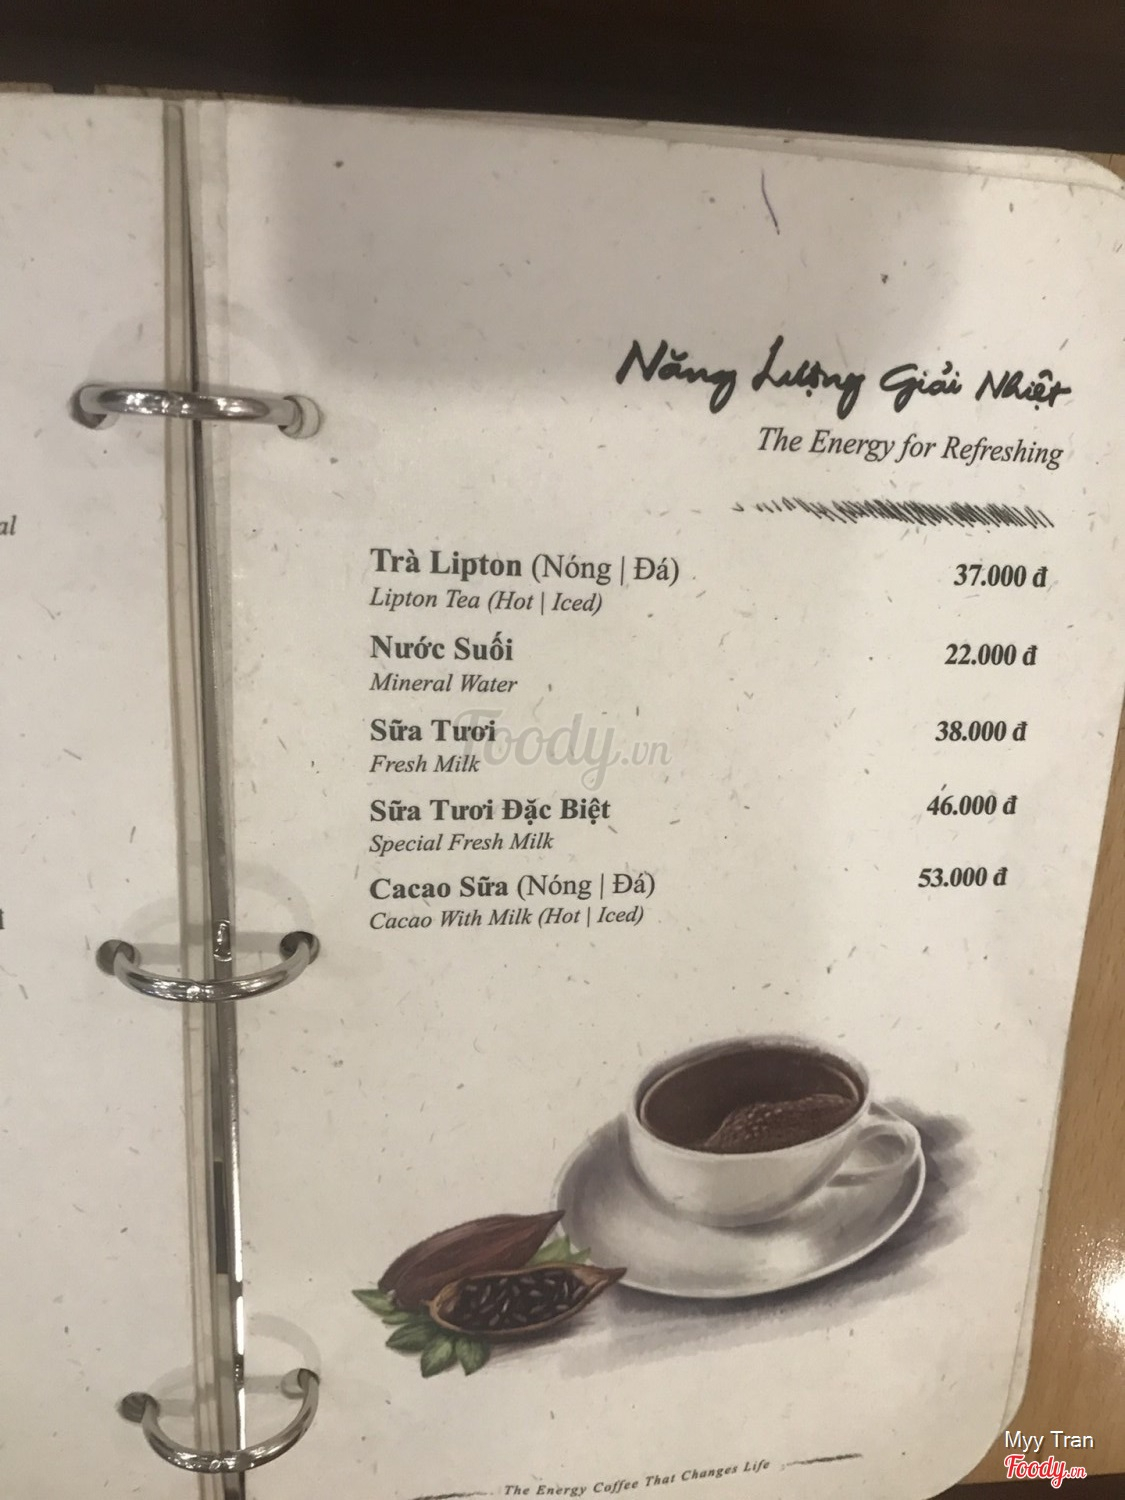 al
Năng Lượng Giải Nhiệt
The Energy for Refreshing
Trà Lipton (Nóng | Đá) 37.000 đ
Lipton Tea (Hot | Iced)
Nước Suối 22.000 đ
Mineral Water
Sữa Tươi 38.000 đ
Fresh Milk
Foody.vn
Sữa Tươi Đặc Biệt 46.000 đ
Special Fresh Milk
Cacao Sữa (Nóng | Đá) 53.000 đ
Cacao With Milk (Hot | Iced)
The Energy Coffee That Changes Life
Myy Tran
Foody.vn